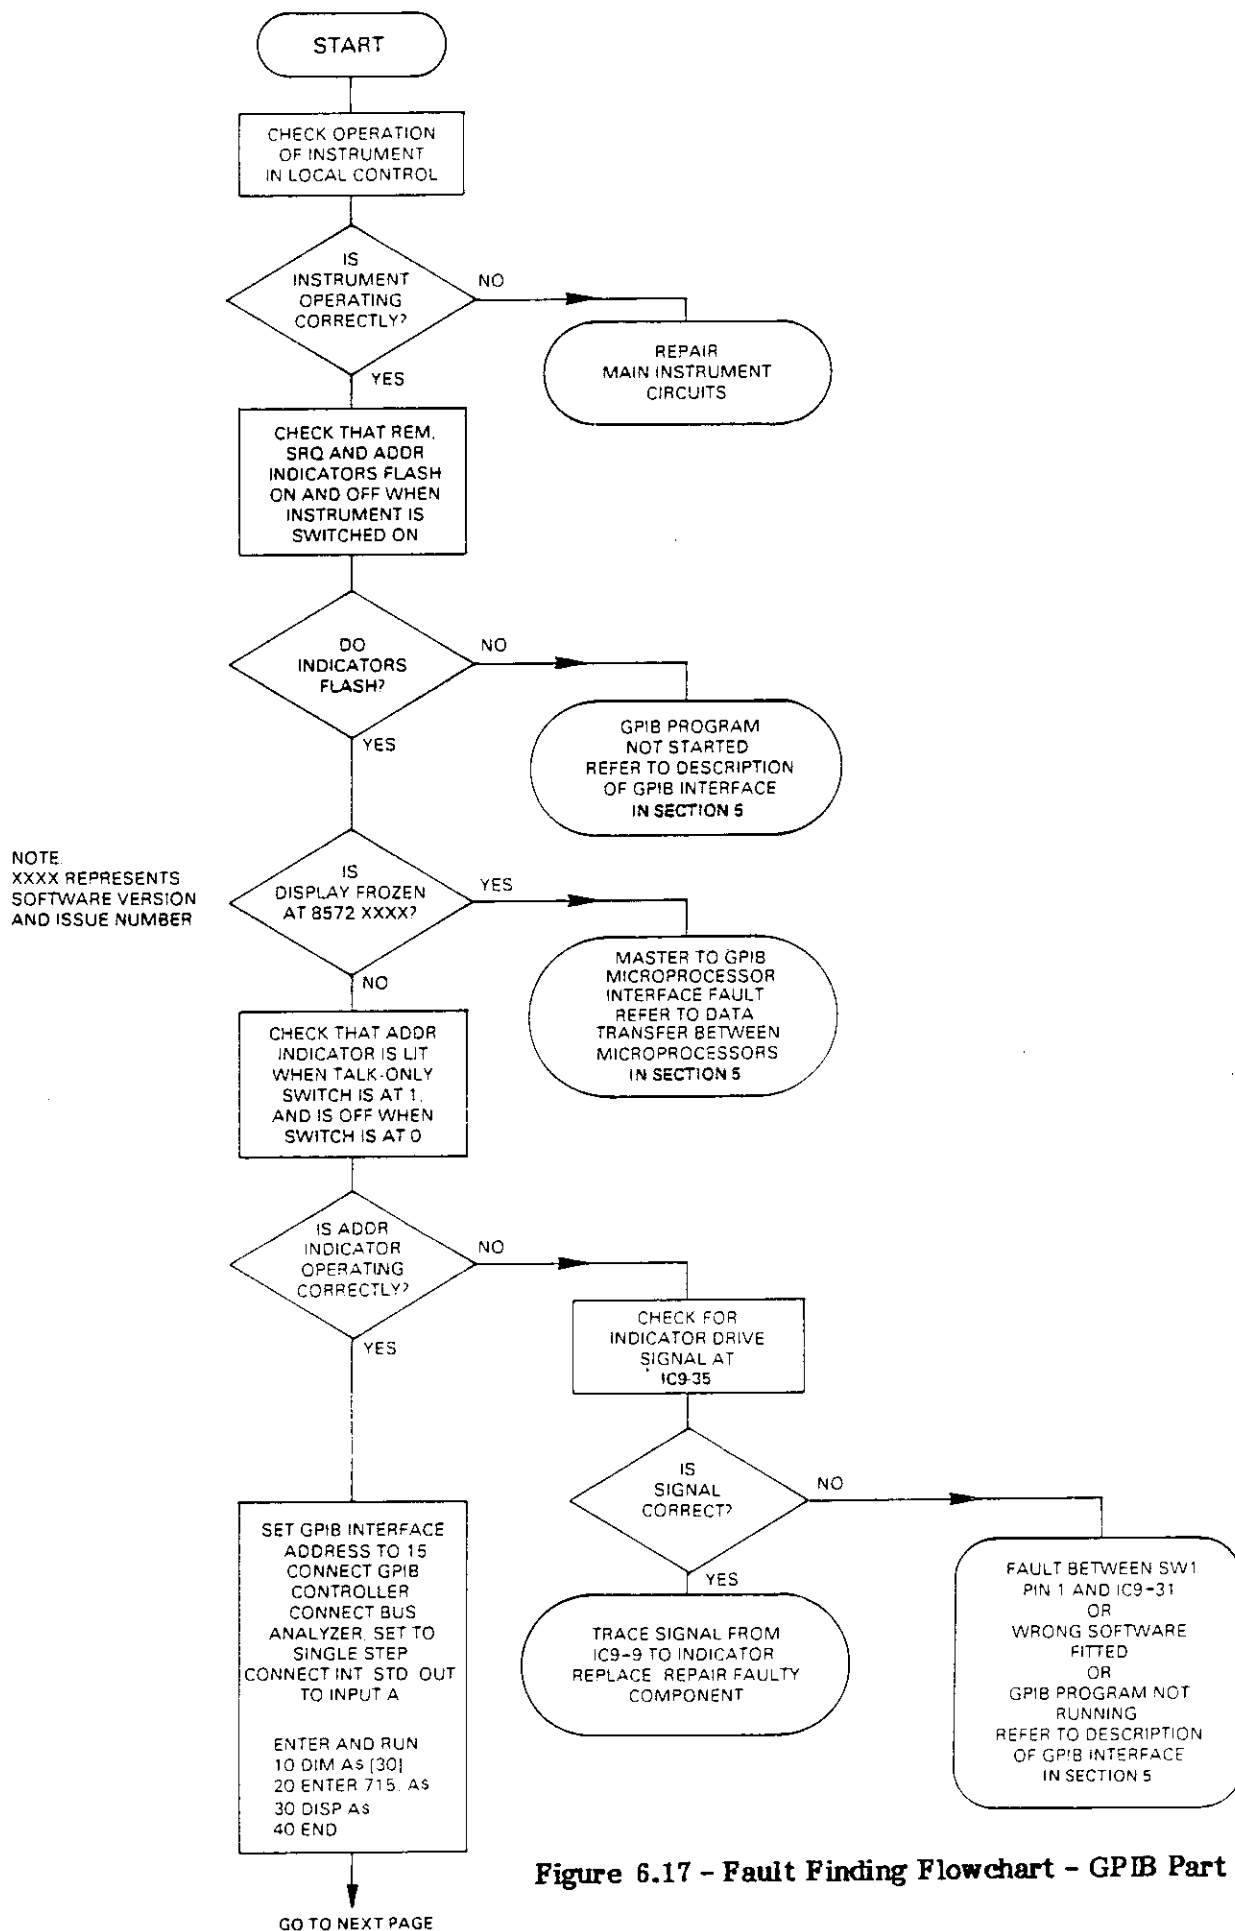 START
CHECK OPERATION
OF INSTRUMENT
IN LOCAL CONTROL
IS
INSTRUMENT
OPERATING
CORRECTLY?
NO
REPAIR
MAIN INSTRUMENT
CIRCUITS
YES
CHECK THAT REM,
SRQ AND ADDR
INDICATORS FLASH
ON AND OFF WHEN
INSTRUMENT IS
SWITCHED ON
DO
INDICATORS
FLASH?
NO
GPIB PROGRAM
NOT STARTED
REFER TO DESCRIPTION
OF GPIB INTERFACE
IN SECTION 5
YES
NOTE.
XXXX REPRESENTS
SOFTWARE VERSION
AND ISSUE NUMBER
IS
DISPLAY FROZEN
AT 8572 XXXX?
YES
MASTER TO GPIB
MICROPROCESSOR
INTERFACE FAULT
REFER TO DATA
TRANSFER BETWEEN
MICROPROCESSORS
IN SECTION 5
NO
CHECK THAT ADDR
INDICATOR IS LIT
WHEN TALK-ONLY
SWITCH IS AT 1,
AND IS OFF WHEN
SWITCH IS AT 0
IS ADDR
INDICATOR
OPERATING
CORRECTLY?
NO
CHECK FOR
INDICATOR DRIVE
SIGNAL AT
IC9-35
YES
IS
SIGNAL
CORRECT?
NO
FAULT BETWEEN SW1
PIN 1 AND IC9-31
OR
WRONG SOFTWARE
FITTED
OR
GPIB PROGRAM NOT
RUNNING
REFER TO DESCRIPTION
OF GPIB INTERFACE
IN SECTION 5
YES
TRACE SIGNAL FROM
IC9-9 TO INDICATOR
REPLACE REPAIR FAULTY
COMPONENT
SET GPIB INTERFACE
ADDRESS TO 15
CONNECT GPIB
CONTROLLER
CONNECT BUS
ANALYZER, SET TO
SINGLE STEP
CONNECT INT STD OUT
TO INPUT A
ENTER AND RUN
10 DIM A$ [30]
20 ENTER 715, A$
30 DISP A$
40 END
GO TO NEXT PAGE
Figure 6.17 - Fault Finding Flowchart - GPIB Part